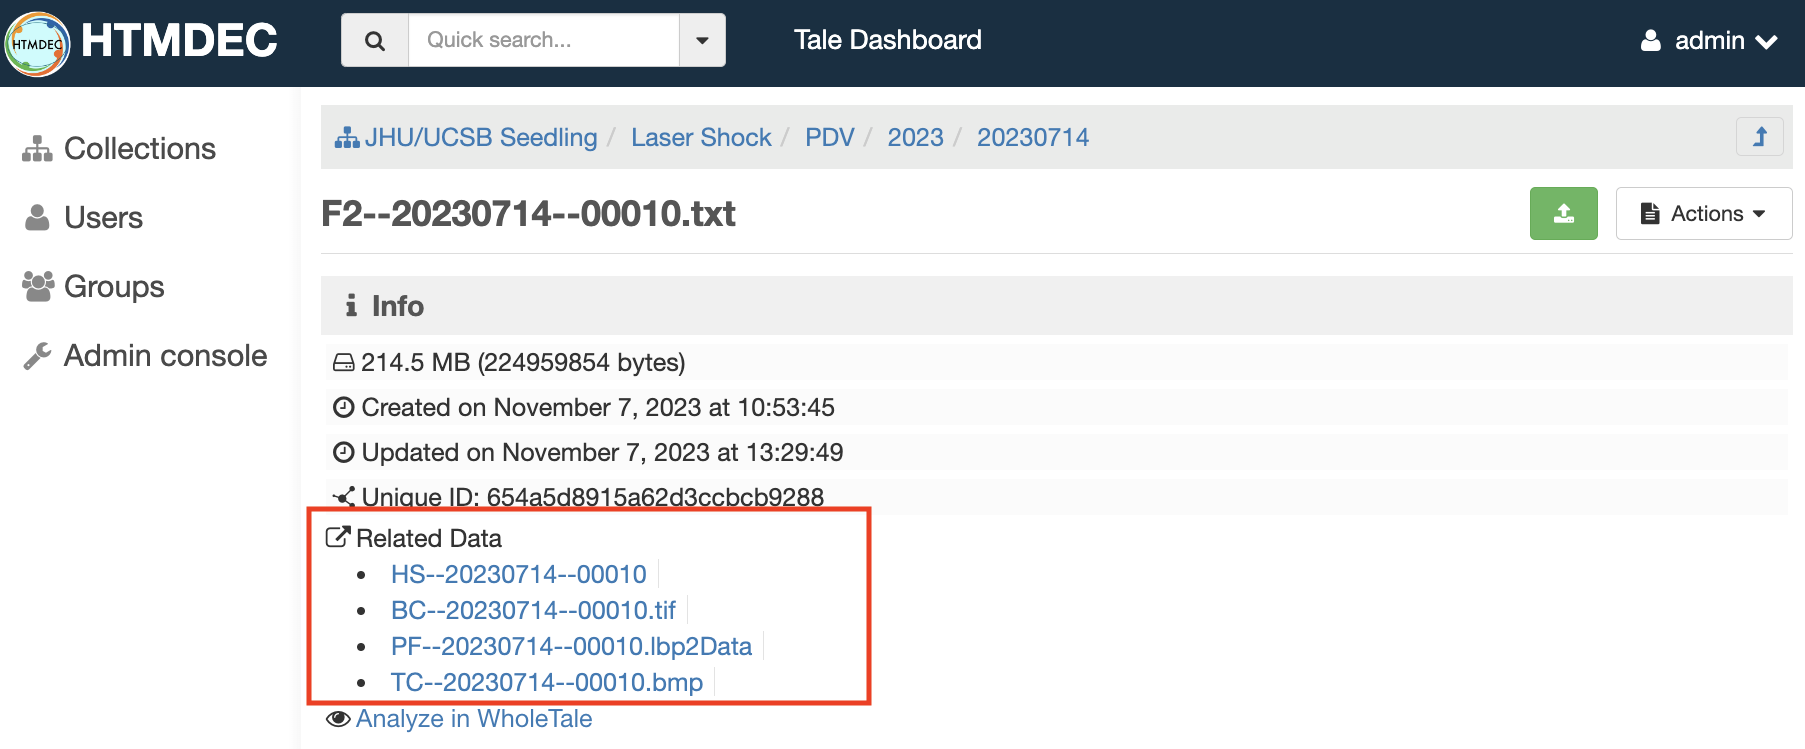 HTMDEC HTMDEC Quick search... Tale Dashboard admin
Collections
Users
Groups
Admin console
JHU/UCSB Seedling / Laser Shock / PDV / 2023 / 20230714
F2--20230714--00010.txt Actions
Info
214.5 MB (224959854 bytes)
Created on November 7, 2023 at 10:53:45
Updated on November 7, 2023 at 13:29:49
Unique ID: 654a5d8915a62d3ccbcb9288
Related Data
HS--20230714--00010
BC--20230714--00010.tif
PF--20230714--00010.lbp2Data
TC--20230714--00010.bmp
Analyze in WholeTale